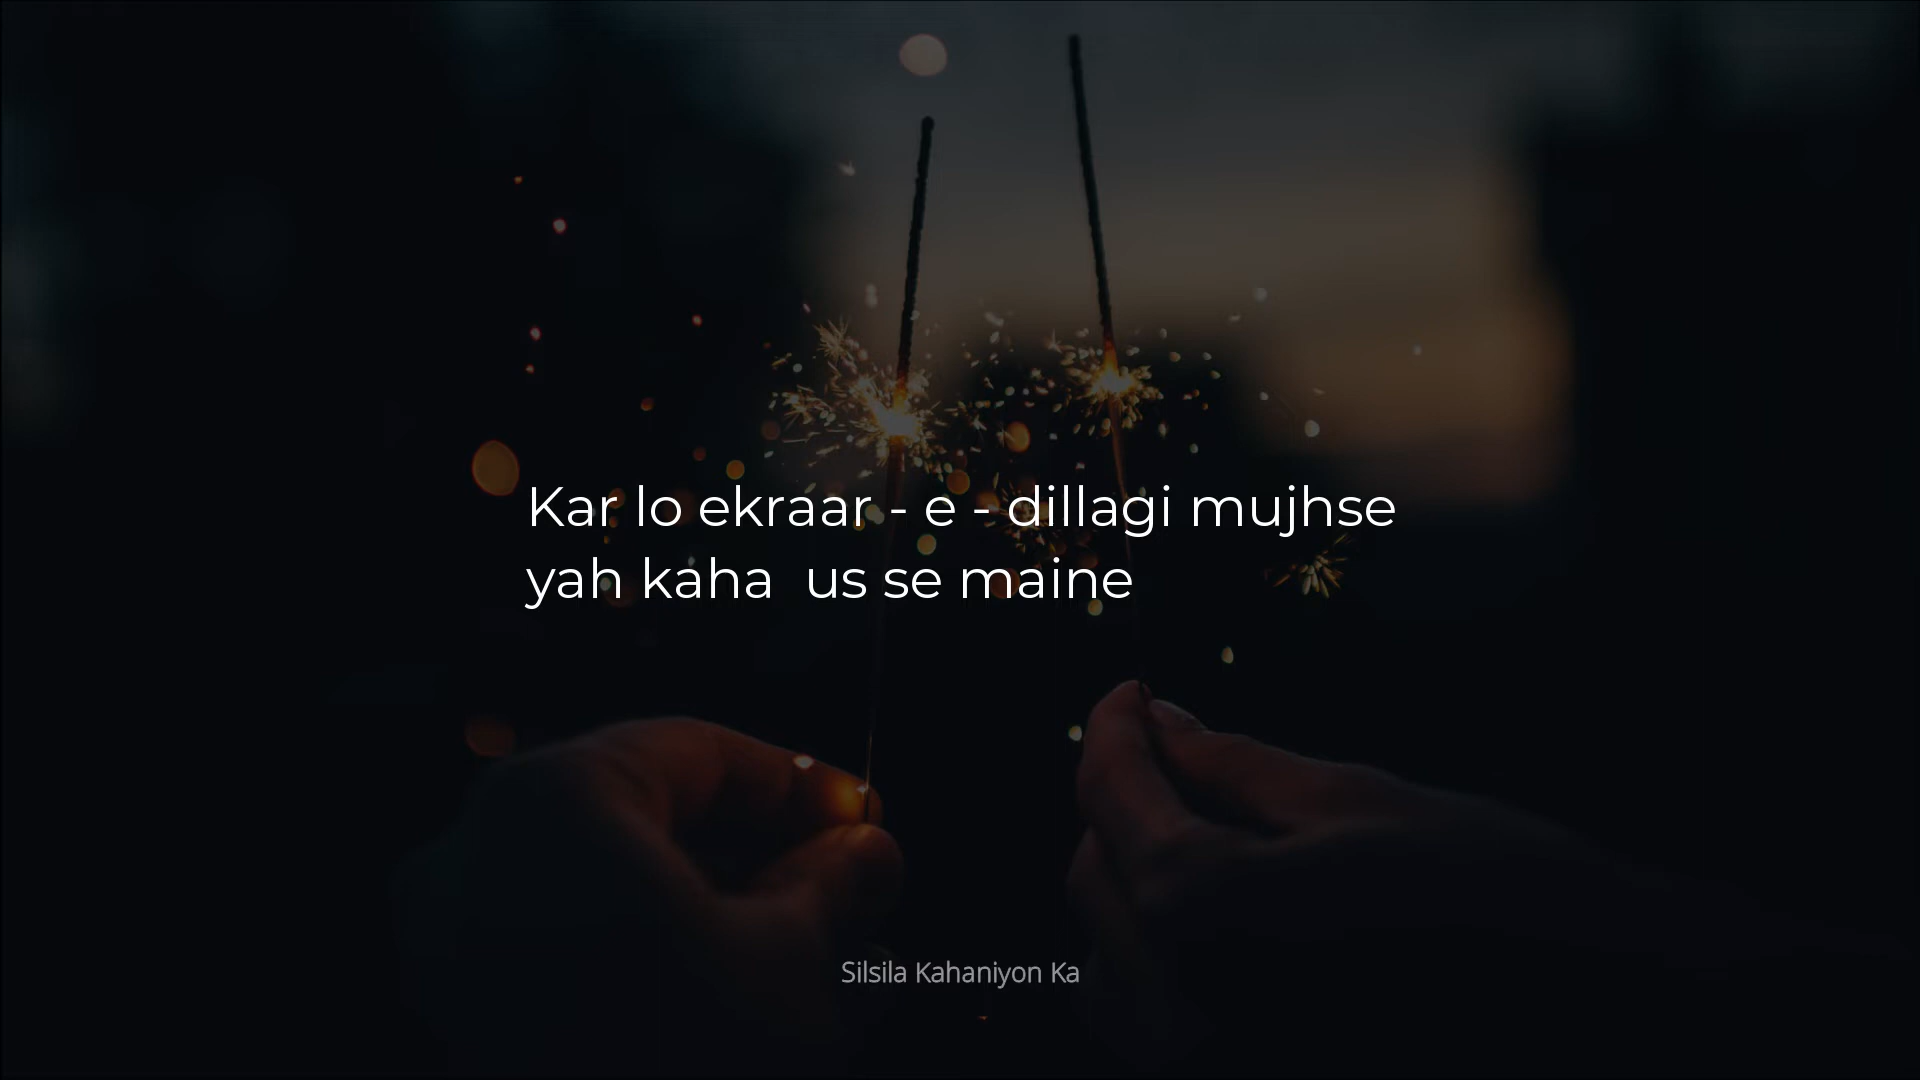 Kar lo ekraar - e - dillagi mujhse
yah kaha  us se maine
Silsila Kahaniyon Ka